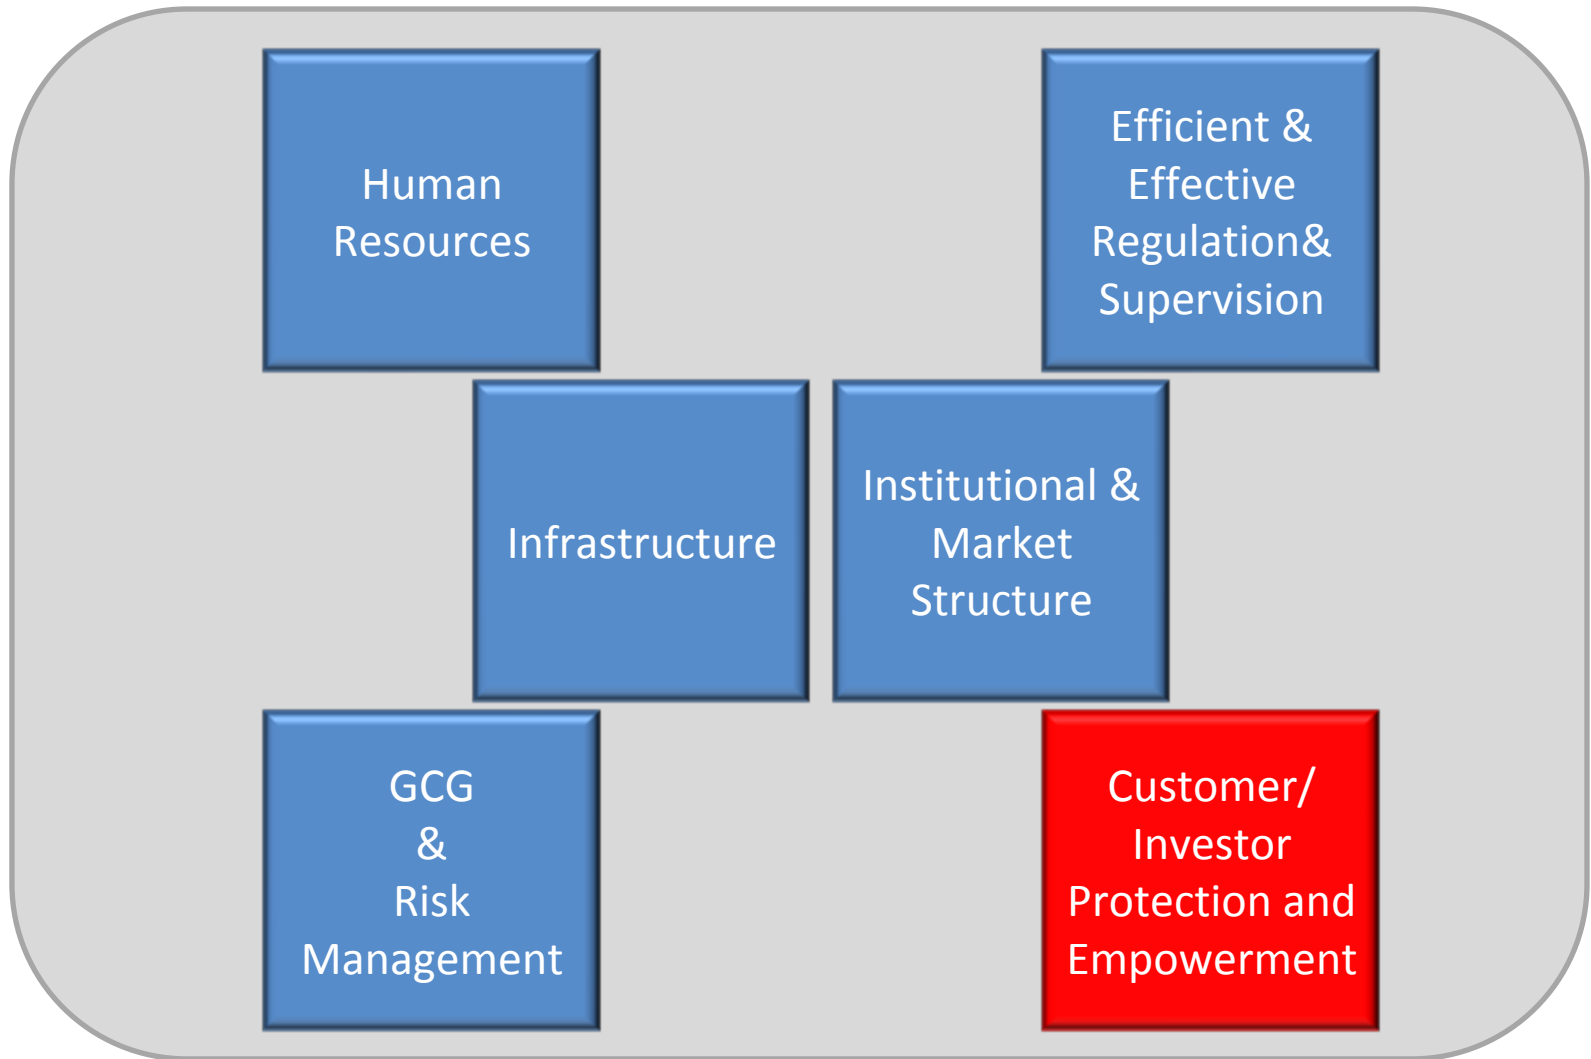 Human
Resources
Efficient &
Effective
Regulation&
Supervision
Infrastructure
Institutional &
Market
Structure
GCG
&
Risk
Management
Customer/
Investor
Protection and
Empowerment